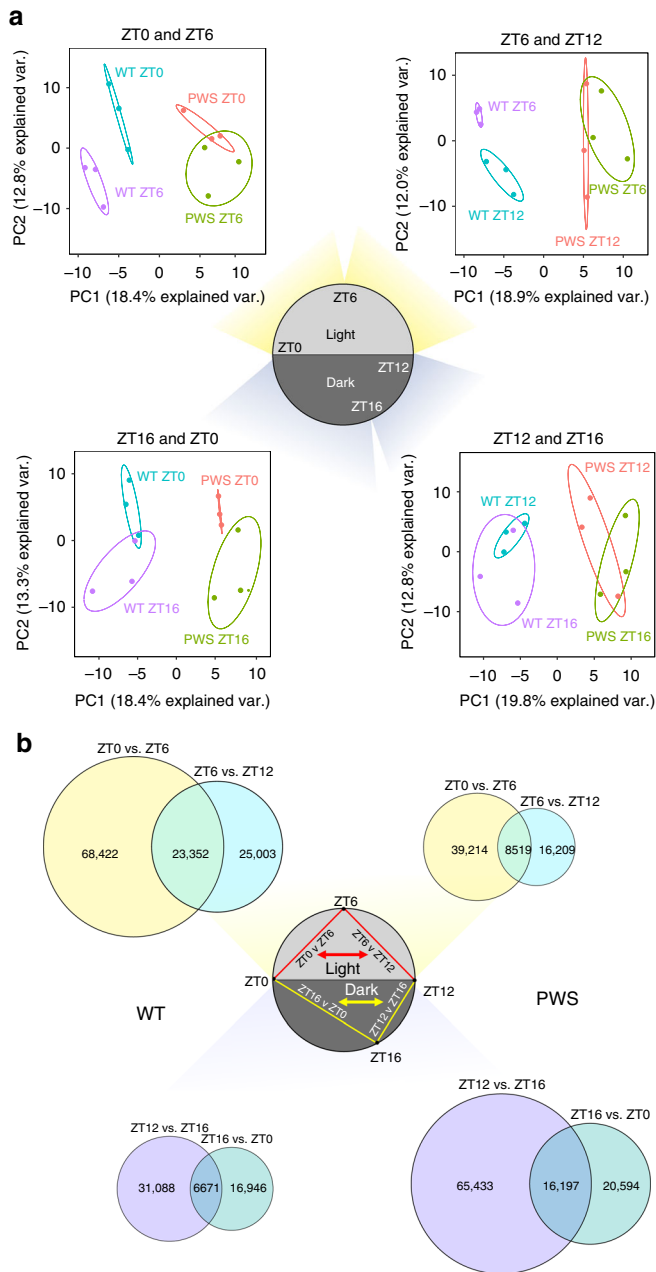 a
ZT0 and ZT6
WT ZT0
PWS ZT0
WT ZT6
PWS ZT6
10
0
−10
PC2 (12.8% explained var.)
−10 −5 0 5 10
PC1 (18.4% explained var.)
ZT6 and ZT12
WT ZT6
WT ZT12
PWS ZT6
PWS ZT12
10
0
−10
PC2 (12.0% explained var.)
−10 −5 0 5 10
PC1 (18.9% explained var.)
ZT6
Light
ZT0
ZT12
Dark
ZT16
ZT16 and ZT0
WT ZT0
PWS ZT0
WT ZT16
PWS ZT16
10
0
−10
PC2 (13.3% explained var.)
−10 −5 0 5 10
PC1 (18.4% explained var.)
ZT12 and ZT16
PWS ZT12
WT ZT12
WT ZT16
PWS ZT16
10
0
−10
PC2 (12.8% explained var.)
−10 −5 0 5 10
PC1 (19.8% explained var.)
b
ZT0 vs. ZT6
ZT6 vs. ZT12
68,422
23,352
25,003
ZT0 vs. ZT6
ZT6 vs. ZT12
39,214
8519
16,209
ZT6
ZT0 v ZT6
ZT6 v ZT12
Light
ZT0
ZT12
Dark
ZT16 v ZT0
ZT12 v ZT16
ZT16
WT
PWS
ZT12 vs. ZT16
ZT16 vs. ZT0
31,088
6671
16,946
ZT12 vs. ZT16
ZT16 vs. ZT0
65,433
16,197
20,594